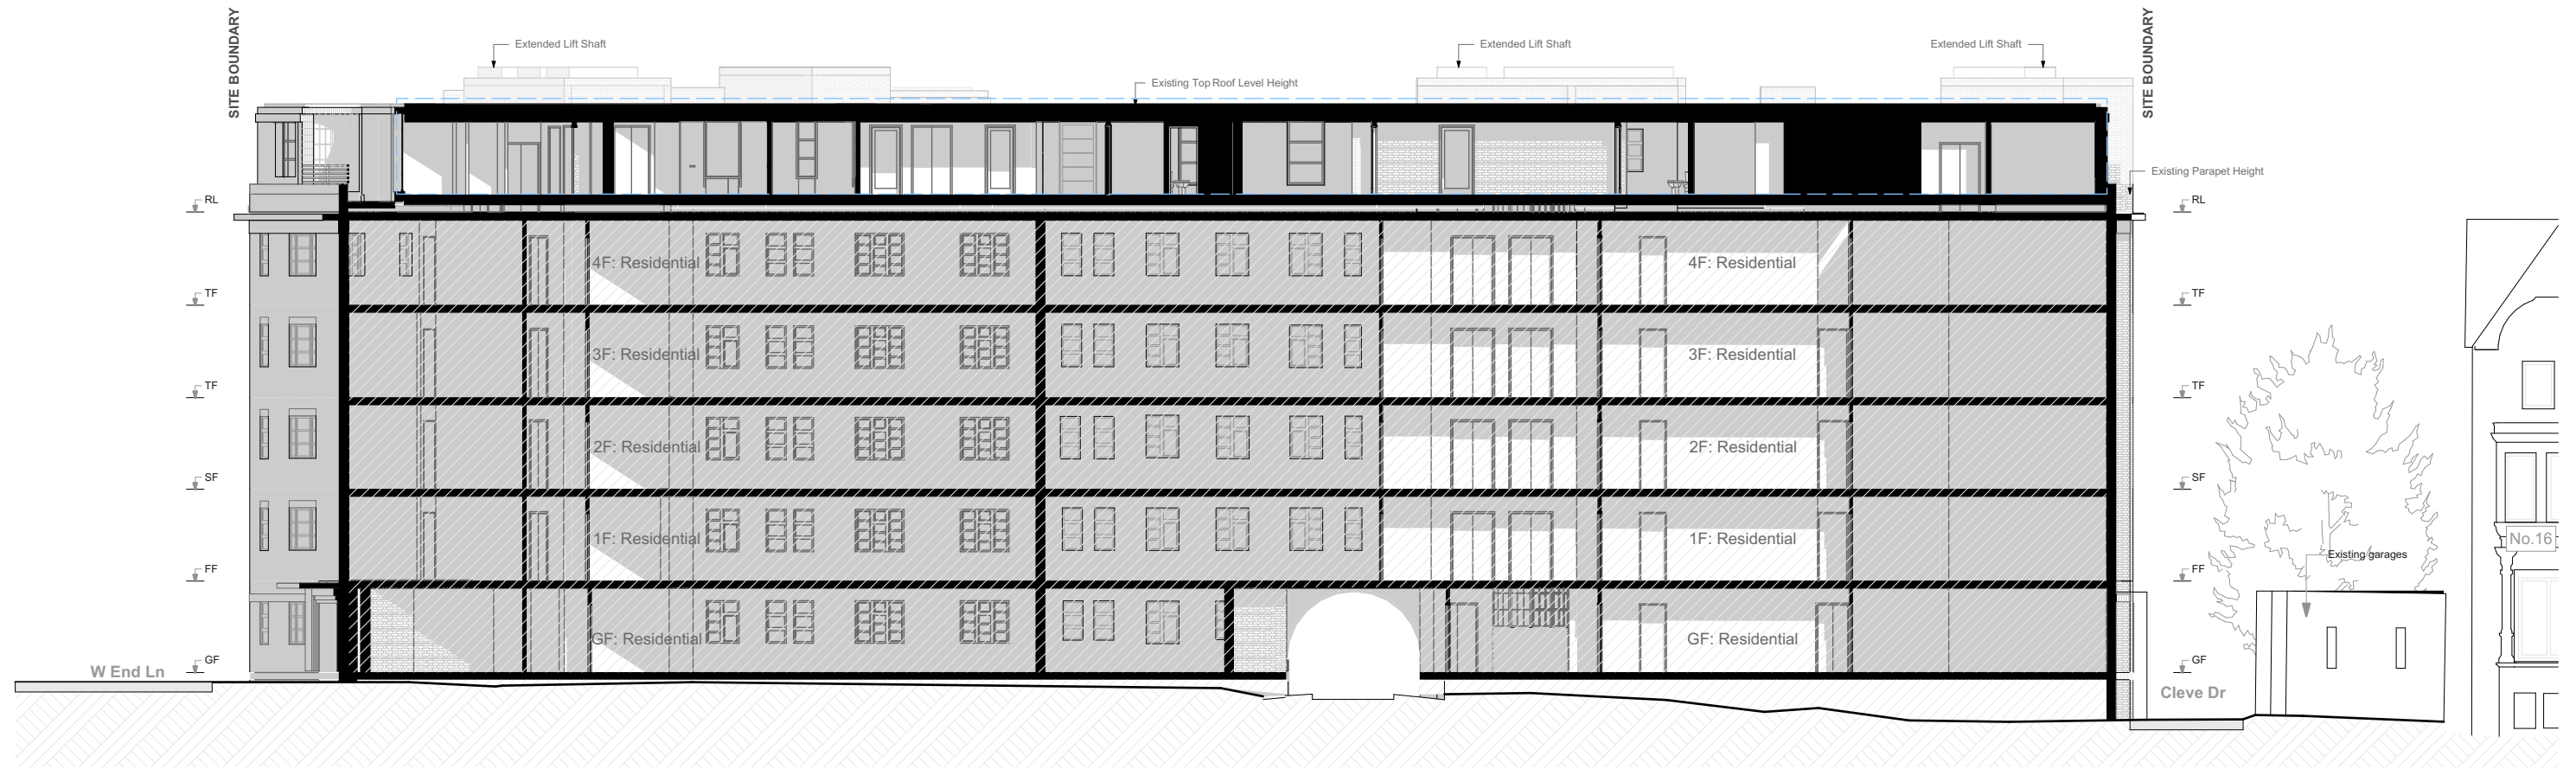 SITE BOUNDARY
SITE BOUNDARY
Extended Lift Shaft
Extended Lift Shaft
Extended Lift Shaft
Existing Top Roof Level Height
Existing Parapet Height
RL
RL
4F: Residential
4F: Residential
TF
TF
3F: Residential
3F: Residential
TF
TF
2F: Residential
2F: Residential
SF
SF
1F: Residential
1F: Residential
No.16
Existing garages
FF
FF
GF: Residential
GF: Residential
GF
GF
W End Ln
Cleve Dr